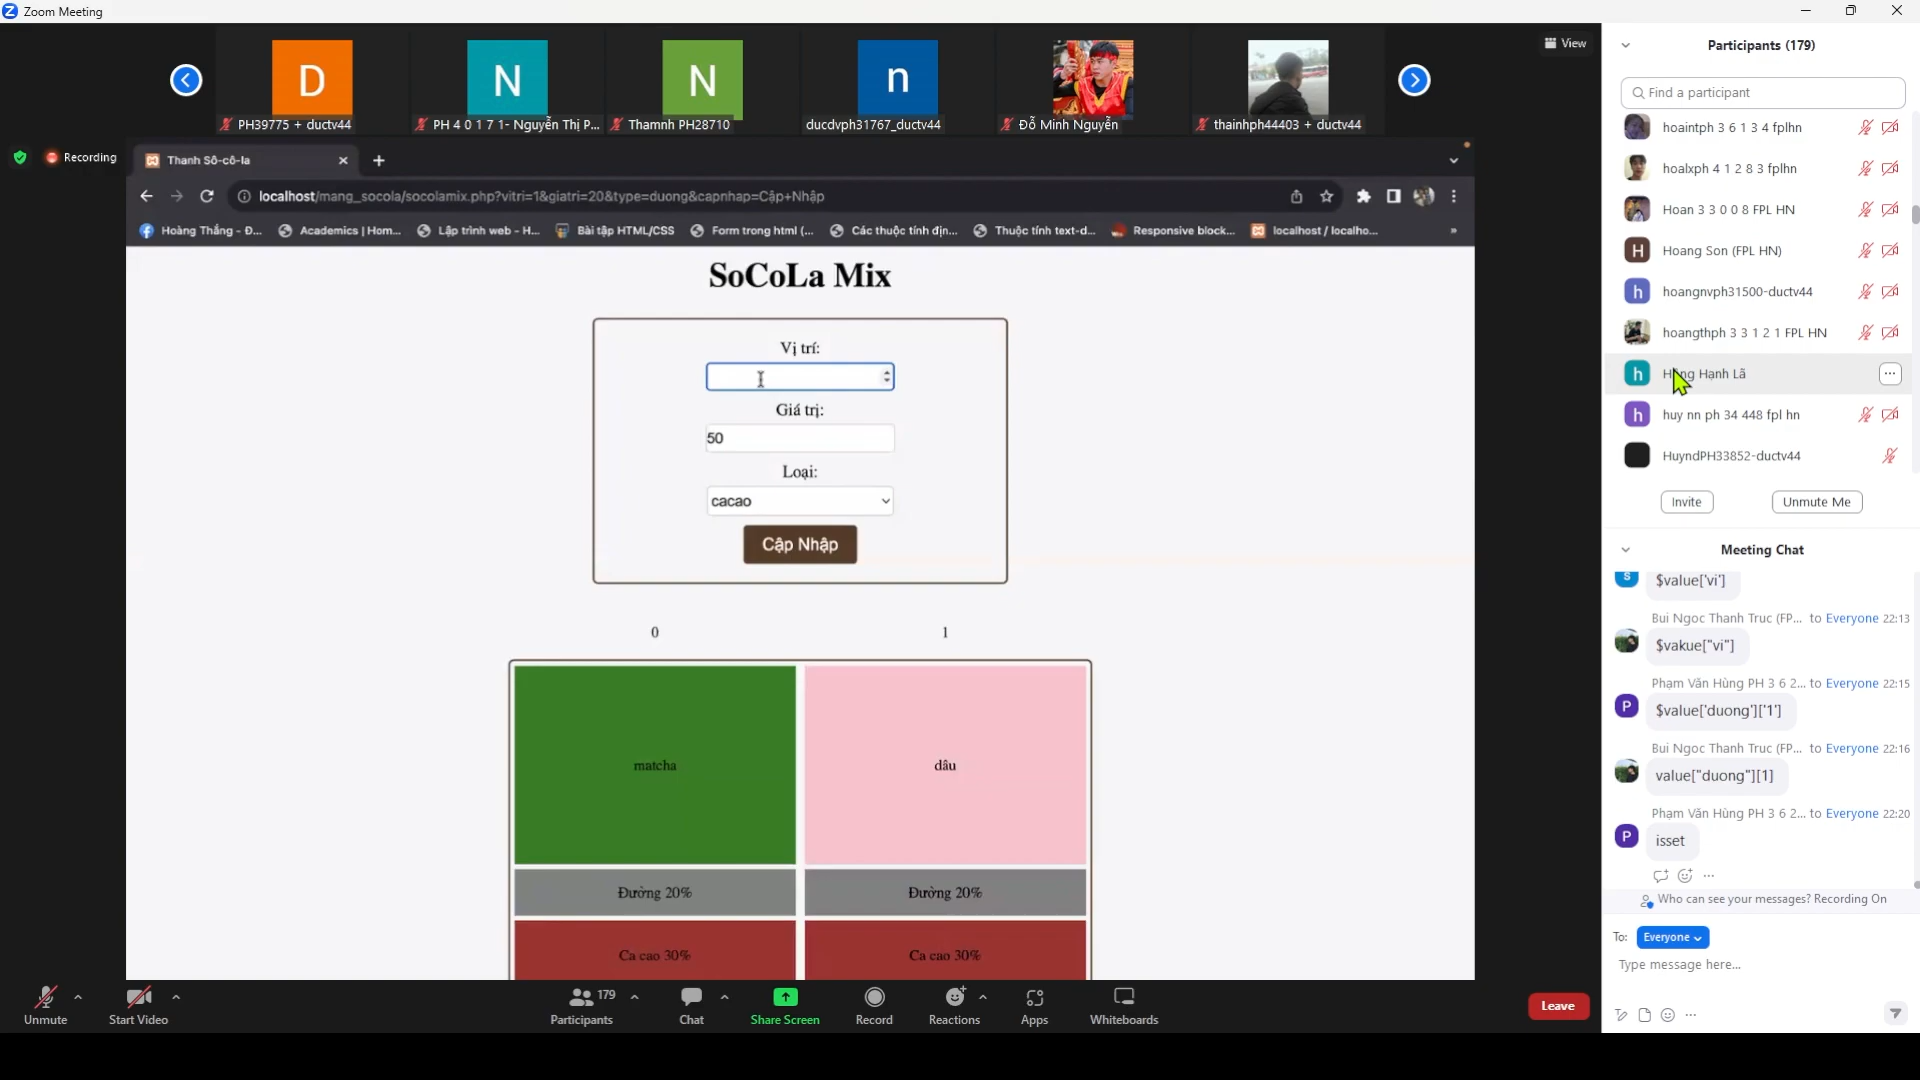 Zoom Meeting
View
D
N
N
n
PH39775 + ductv44
PH 4 0 1 7 1- Nguyễn Thị P...
Thamnh PH28710
ducdvph31767_ductv44
Đỗ Minh Nguyễn
thainhph44403 + ductv44
Recording
Thanh Sô-cô-la
localhost/mang_socola/socolamix.php?vitri=1&giatri=20&type=duong&capnhap=Cập+Nhập
Hoàng Thắng - Đ...
Academics | Hom...
Lập trình web - H...
Bài tập HTML/CSS
Form trong html (...
Các thuộc tính địn...
Thuộc tính text-d...
Responsive block...
localhost / localho...
»
SoCoLa Mix
Vị trí:
Giá trị:
50
Loại:
cacao
Cập Nhập
0
1
matcha
dâu
Đường 20%
Đường 20%
Ca cao 30%
Ca cao 30%
Unmute
Start Video
179
Participants
Chat
Share Screen
Record
Reactions
Apps
Whiteboards
Leave
Participants (179)
Find a participant
hoaintph 3 6 1 3 4 fplhn
hoalxph 4 1 2 8 3 fplhn
Hoan 3 3 0 0 8 FPL HN
H
Hoang Son (FPL HN)
h
hoangnvph31500-ductv44
hoangthph 3 3 1 2 1 FPL HN
h
Hạnh Lã
h
huy nn ph 34 448 fpl hn
HuyndPH33852-ductv44
Invite
Unmute Me
Meeting Chat
S
$value['vi']
Bui Ngoc Thanh Truc (FP... to Everyone 22:13
$vakue["vi"]
Phạm Văn Hùng PH 3 6 2... to Everyone 22:15
P
$value['duong']['1']
Bui Ngoc Thanh Truc (FP... to Everyone 22:16
value["duong"][1]
Phạm Văn Hùng PH 3 6 2... to Everyone 22:20
P
isset
Who can see your messages? Recording On
To: Everyone
Type message here...